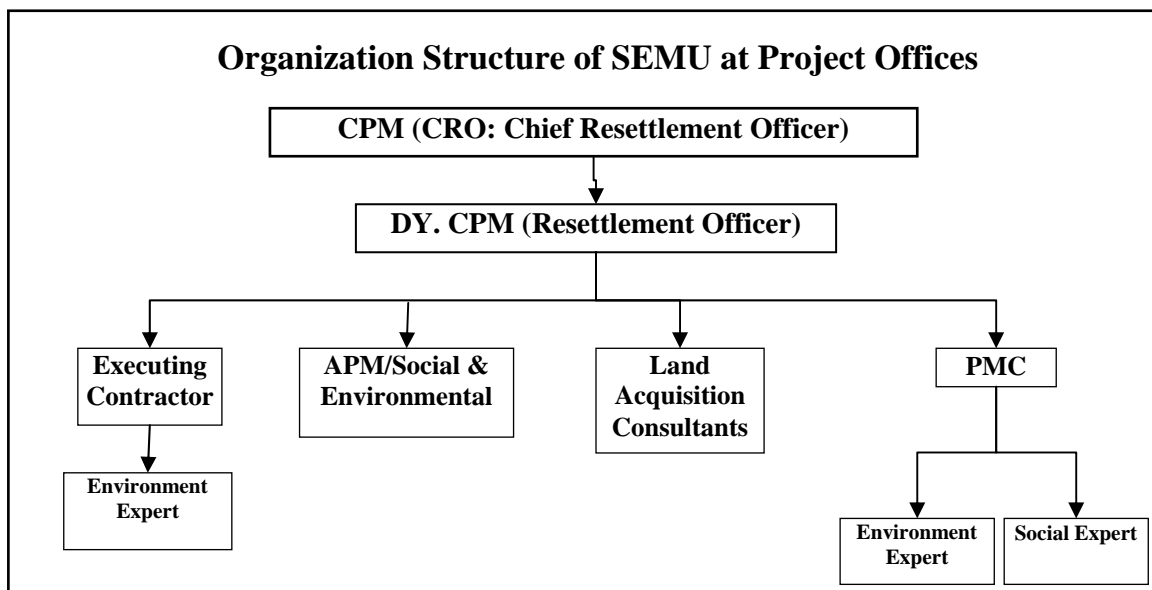 Organization Structure of SEMU at Project Offices
CPM (CRO: Chief Resettlement Officer)
DY. CPM (Resettlement Officer)
Executing
Contractor
APM/Social &
Environmental
Land
Acquisition
Consultants
PMC
Environment
Expert
Environment
Expert
Social Expert